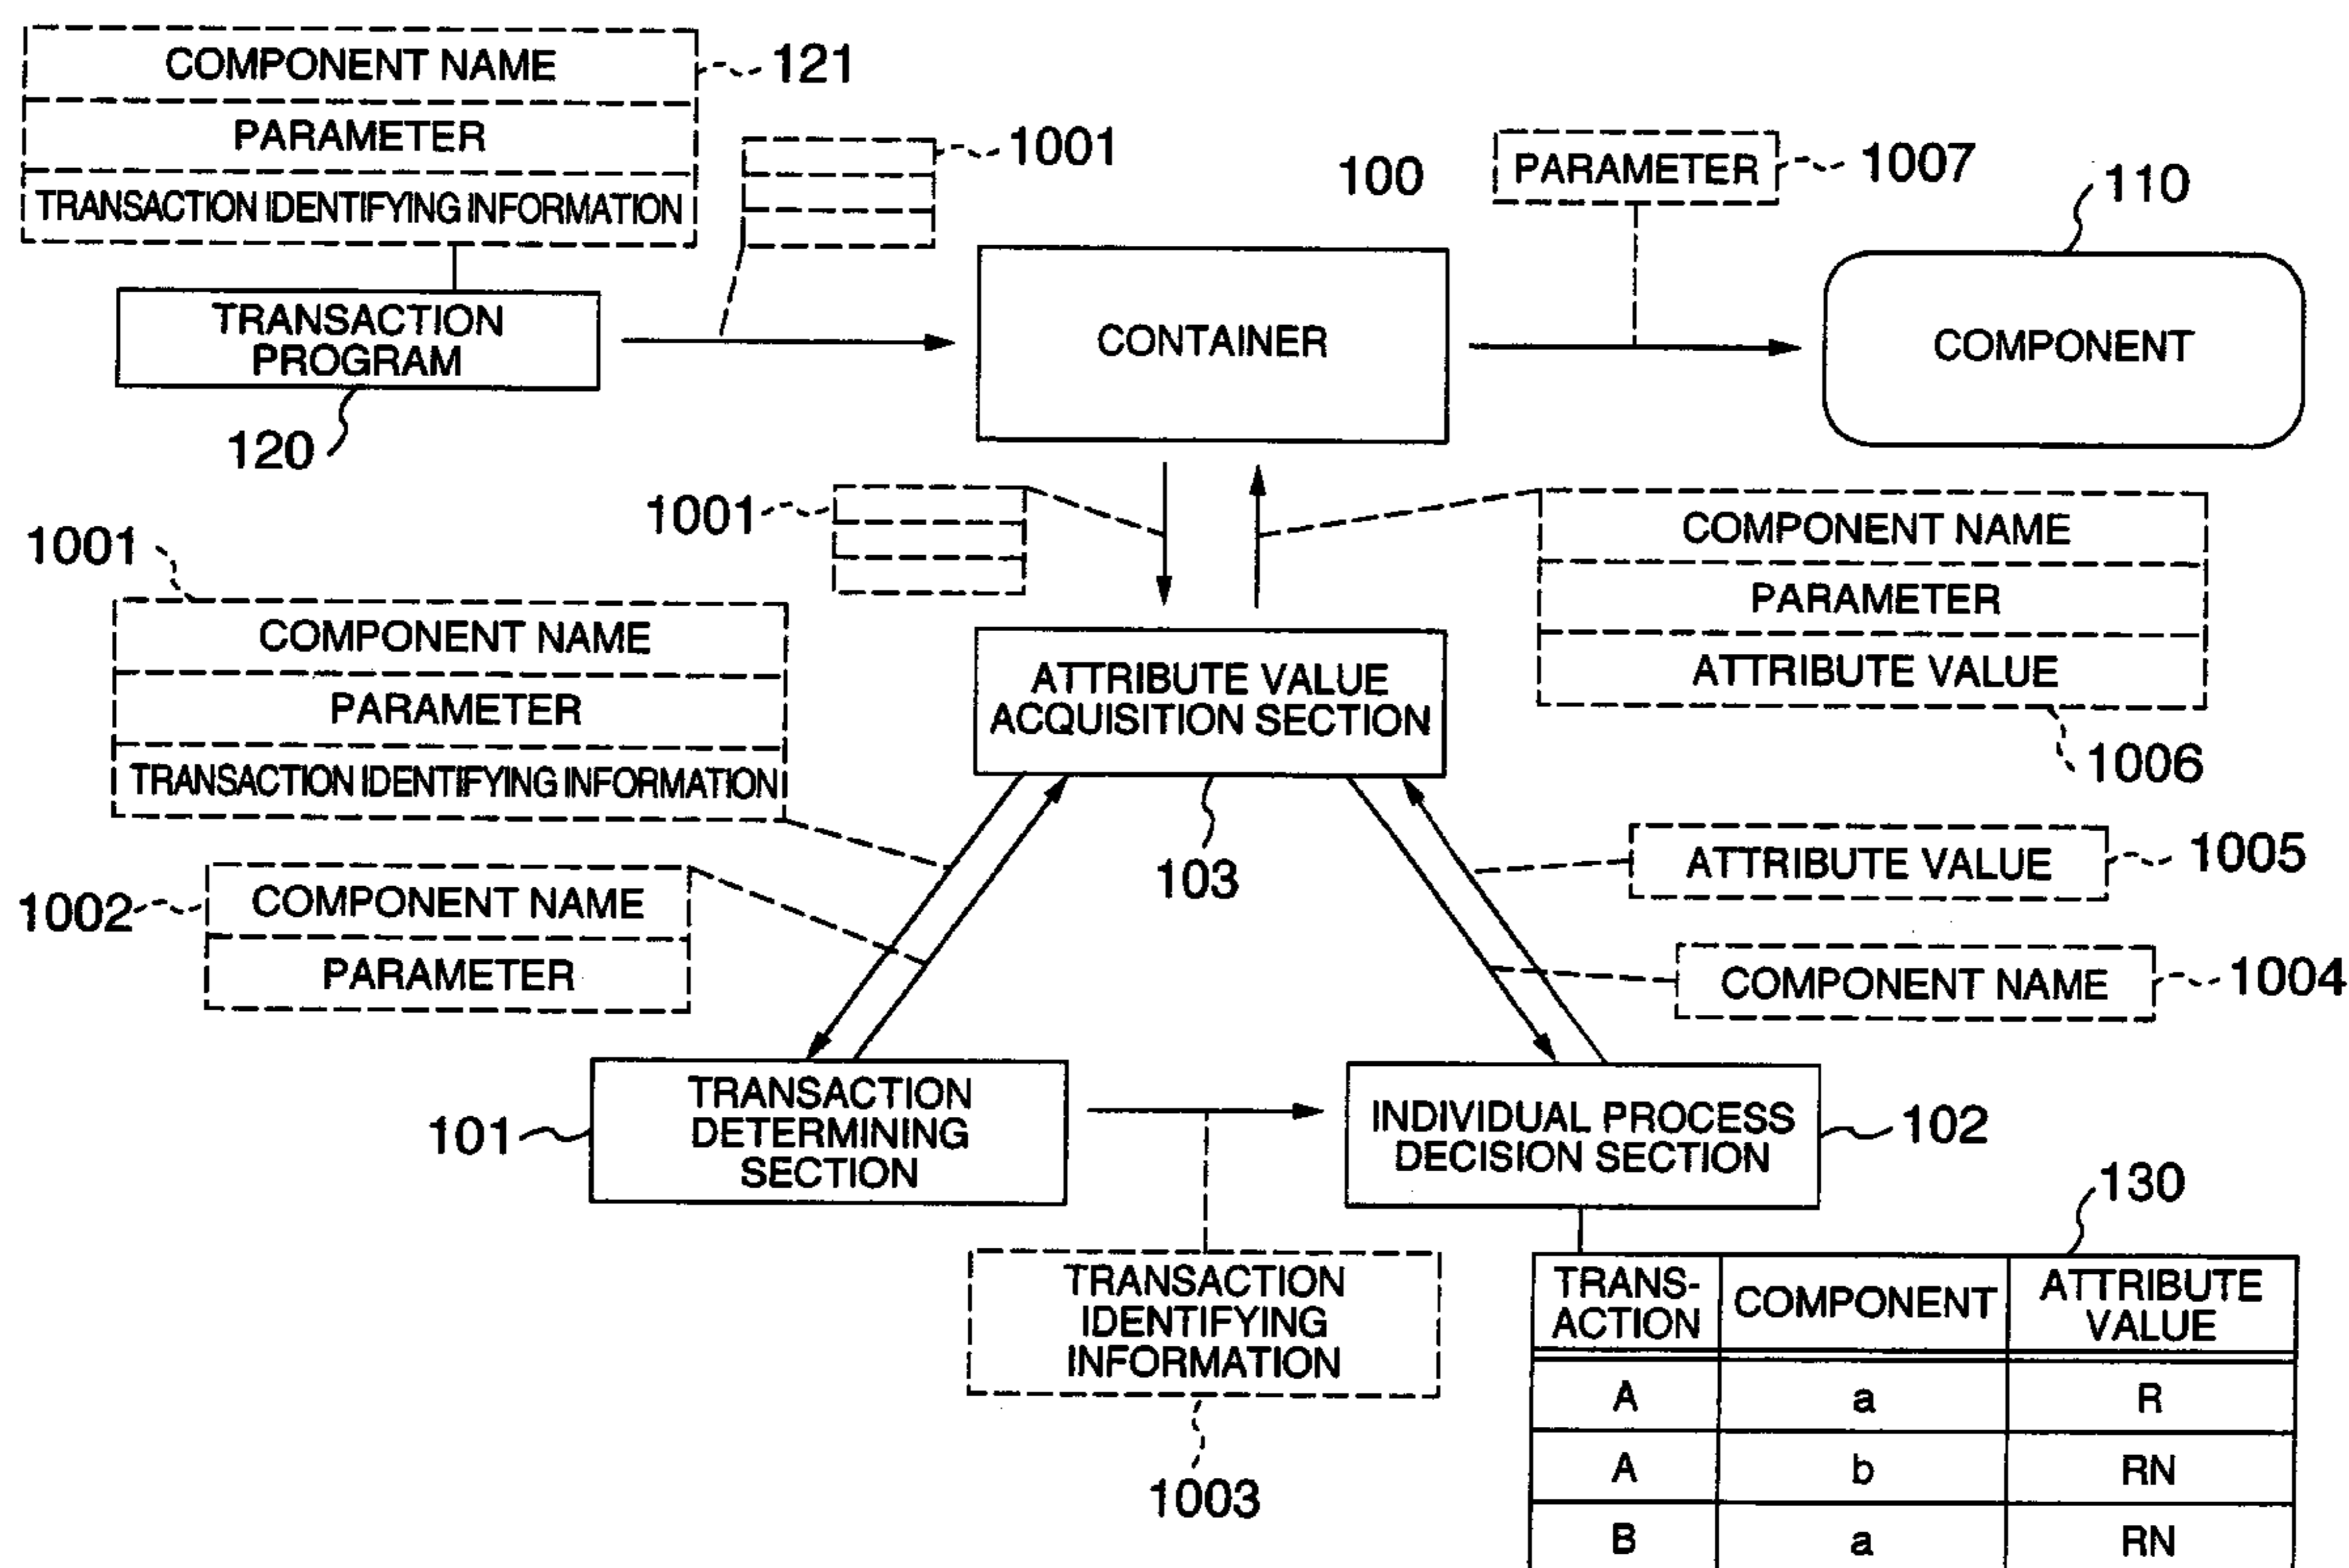 COMPONENT NAME
121
PARAMETER
TRANSACTION IDENTIFYING INFORMATION
1001
100
PARAMETER
1007
110
TRANSACTION
PROGRAM
120
CONTAINER
COMPONENT
1001
1001
COMPONENT NAME
PARAMETER
TRANSACTION IDENTIFYING INFORMATION
COMPONENT NAME
PARAMETER
ATTRIBUTE VALUE
1006
ATTRIBUTE VALUE
ACQUISITION SECTION
103
1002
COMPONENT NAME
PARAMETER
ATTRIBUTE VALUE
1005
COMPONENT NAME
1004
101
TRANSACTION
DETERMINING
SECTION
INDIVIDUAL PROCESS
DECISION SECTION
102
130
TRANSACTION
IDENTIFYING
INFORMATION
1003
TRANS-
ACTION
COMPONENT
ATTRIBUTE
VALUE
A a R
A b RN
B a RN